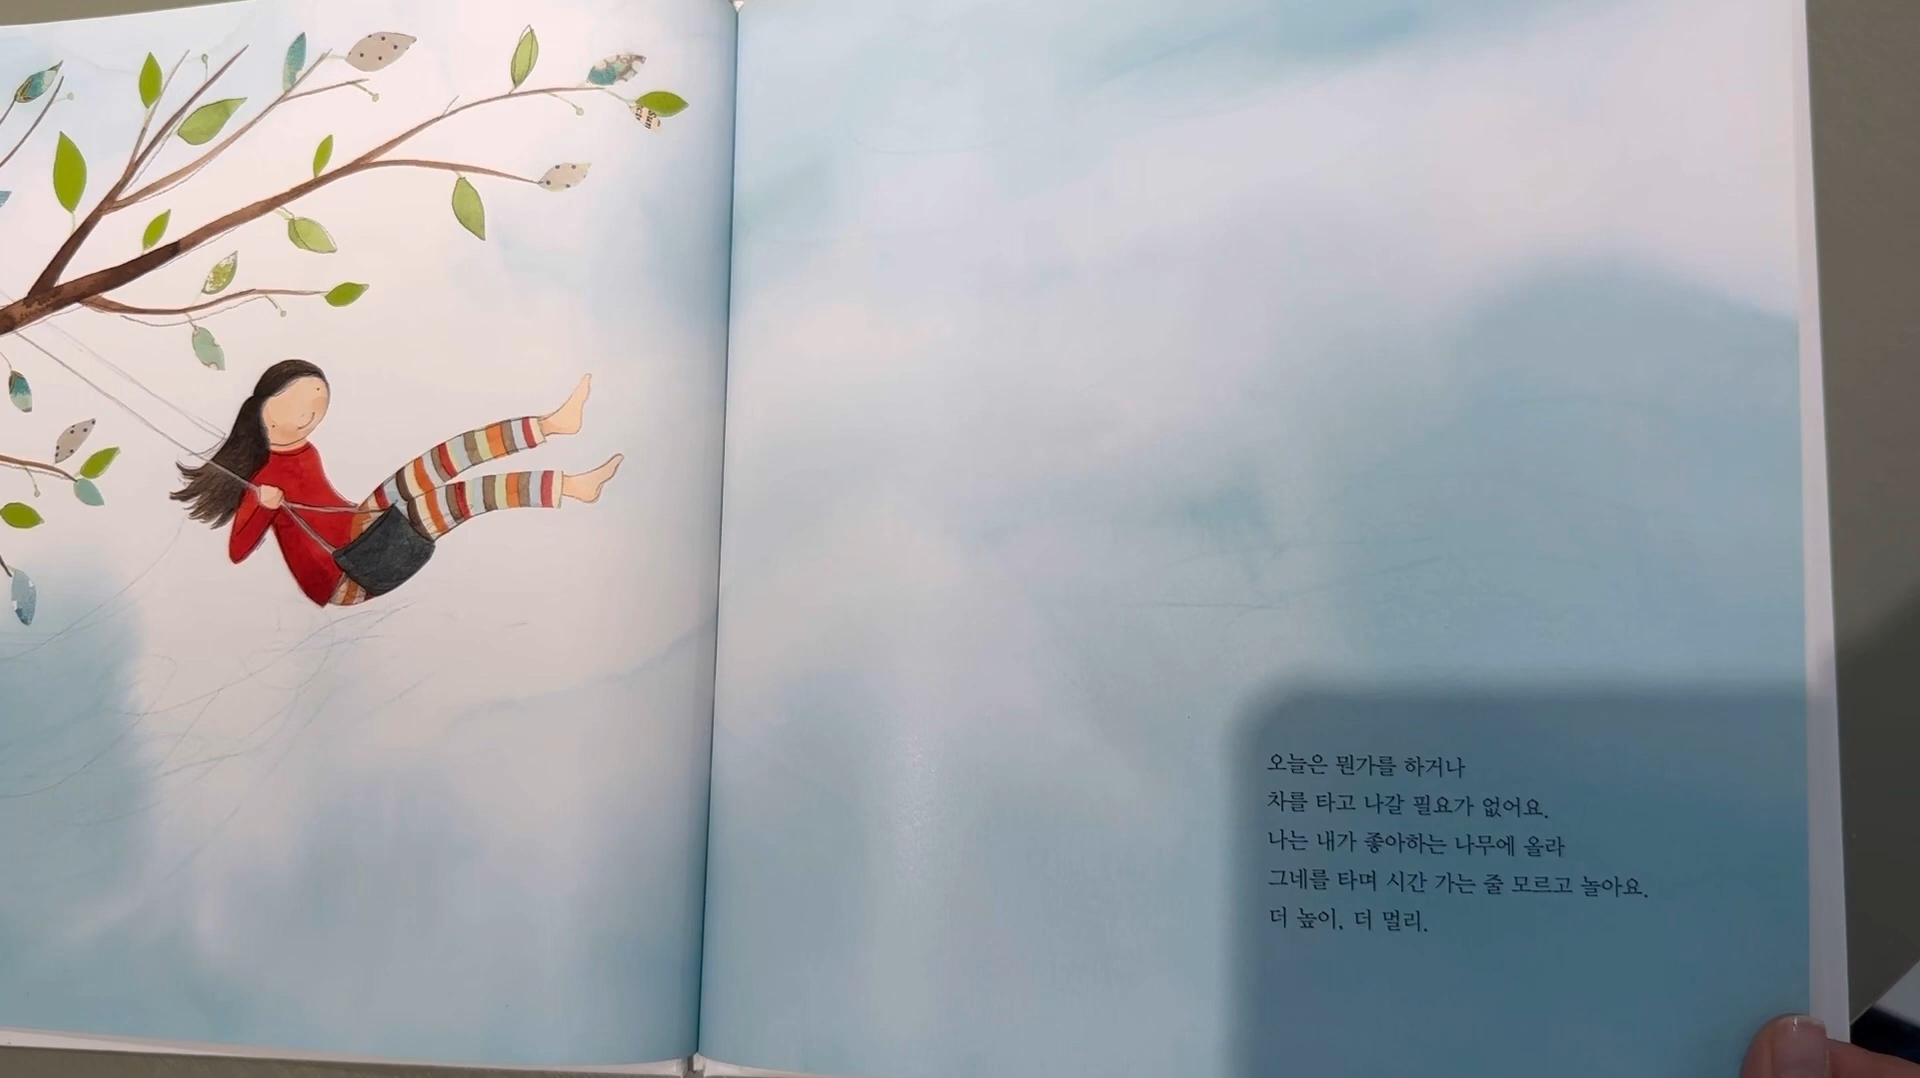 오늘은 뭔가를 하거나
차를 타고 나갈 필요가 없어요.
나는 내가 좋아하는 나무에 올라
그네를 타며 시간 가는 줄 모르고 놀아요.
더 높이, 더 멀리.